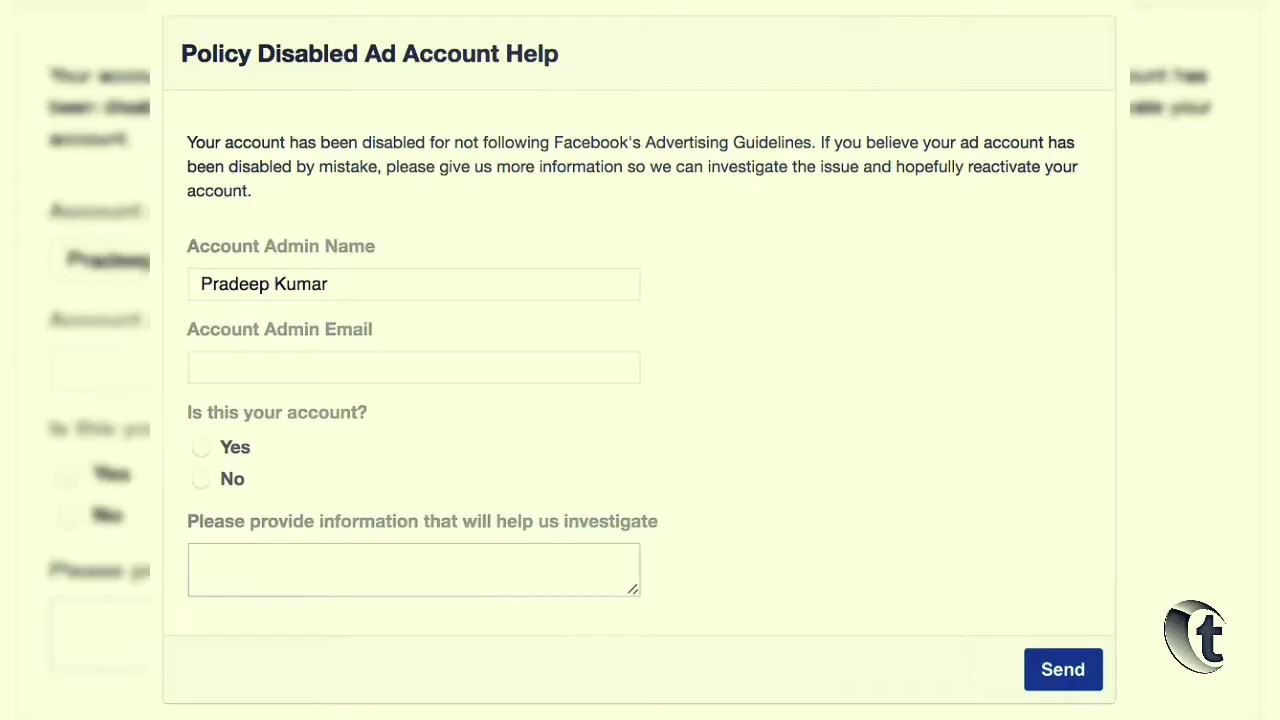 Policy Disabled Ad Account Help
Your account has been disabled for not following Facebook's Advertising Guidelines. If you believe your ad account has
been disabled by mistake, please give us more information so we can investigate the issue and hopefully reactivate your
account.
Account Admin Name
Pradeep Kumar
Account Admin Email
Is this your account?
Yes
No
Please provide information that will help us investigate
Send
t